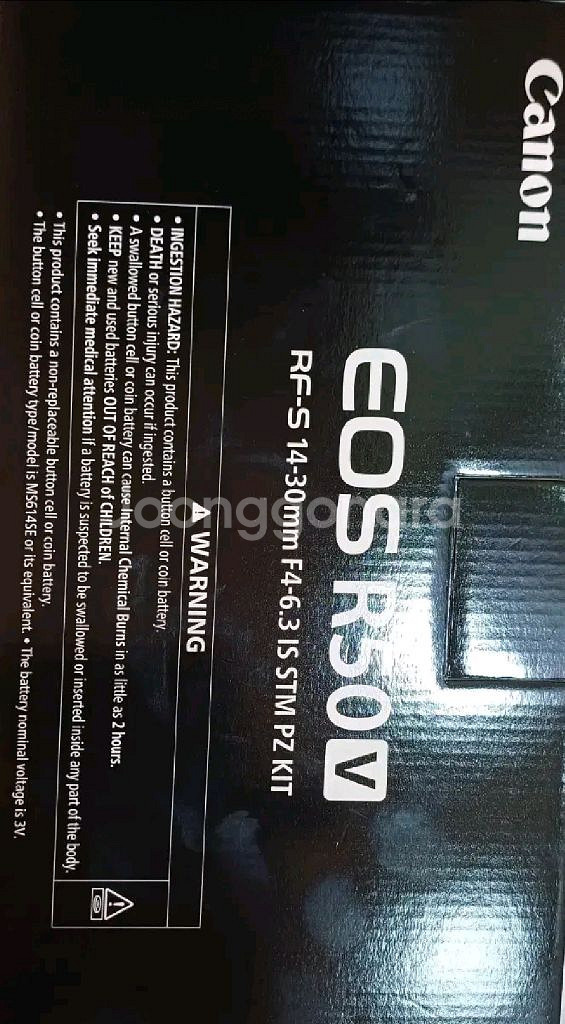 Canon
EOS R50 V
RF-S 14-30mm F4-6.3 IS STM PZ KIT
⚠ WARNING
• INGESTION HAZARD: This product contains a button cell or coin battery.
• DEATH or serious injury can occur if ingested.
• A swallowed button cell or coin battery can cause Internal Chemical Burns in as little as 2 hours.
• KEEP new and used batteries OUT OF REACH of CHILDREN.
• Seek immediate medical attention if a battery is suspected to be swallowed or inserted inside any part of the body.
• This product contains a non-replaceable button cell or coin battery.
• The button cell or coin battery type/model is MS614SE or its equivalent. • The battery nominal voltage is 3V.
joonggonara